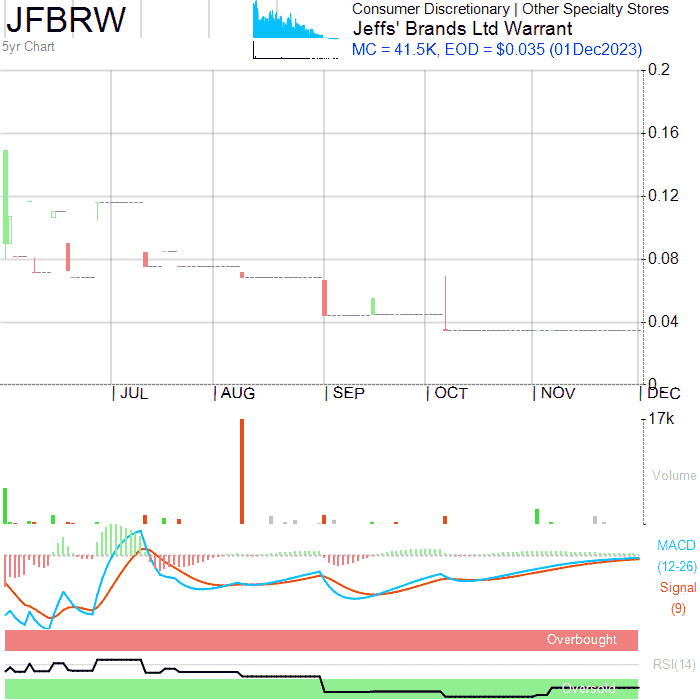 JFBRW
5yr Chart
Consumer Discretionary | Other Specialty Stores
Jeffs' Brands Ltd Warrant
MC = 41.5K, EOD = $0.035 (01Dec2023)
0.2
0.16
0.12
0.08
0.04
0
JUL AUG SEP OCT NOV DEC
17k
Volume
MACD
(12-26)
Signal
(9)
Overbought
RSI(14)
Oversold